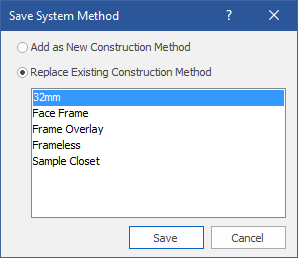 Save System Method ? ×
Add as New Construction Method
Replace Existing Construction Method
32mm
Face Frame
Frame Overlay
Frameless
Sample Closet
Save Cancel